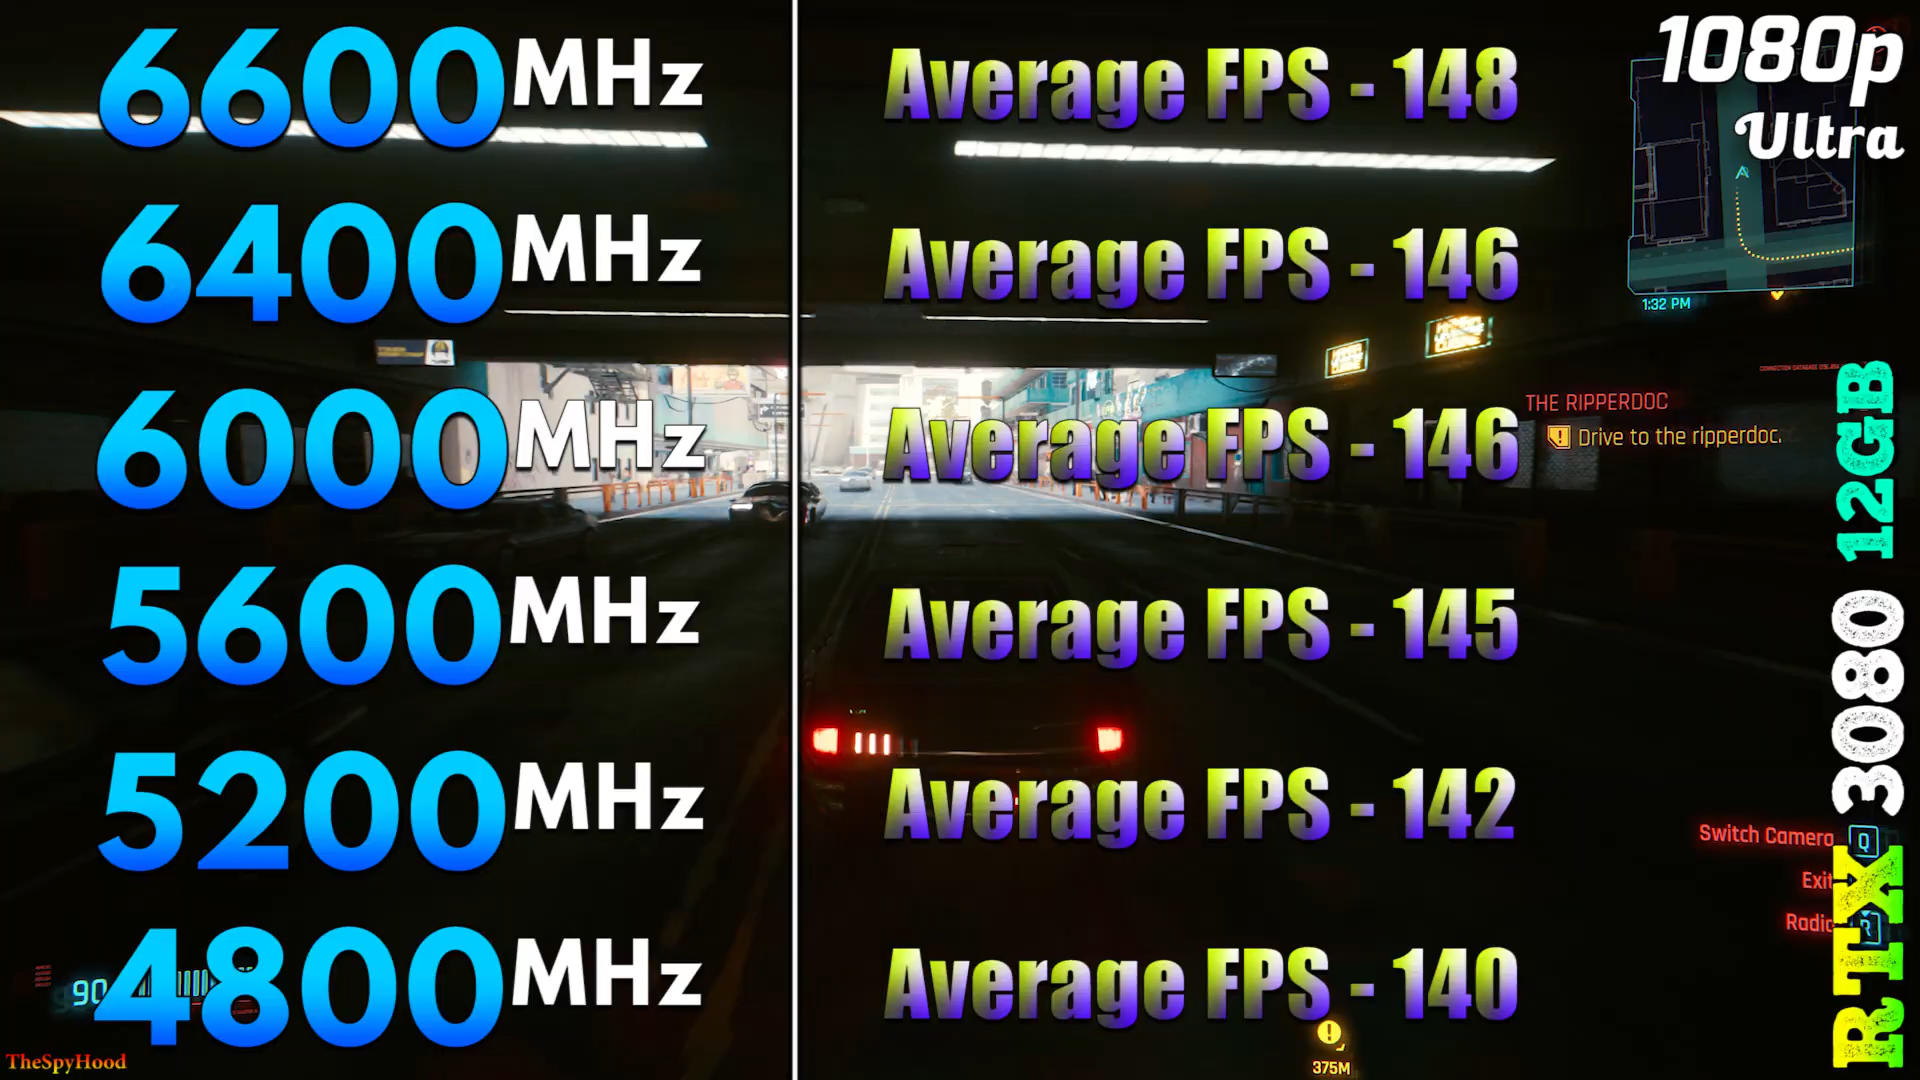 6600MHz Average FPS - 148
1080p
Ultra
6400MHz Average FPS - 146
1:32 PM
6000MHz Average FPS - 146
THE RIPPERDOC
Drive to the ripperdoc.
5600MHz Average FPS - 145
5200MHz Average FPS - 142
Switch Camera Q
Exit
Radio R
4800MHz Average FPS - 140
90
375M
RTX 3080 12GB
TheSpyHood